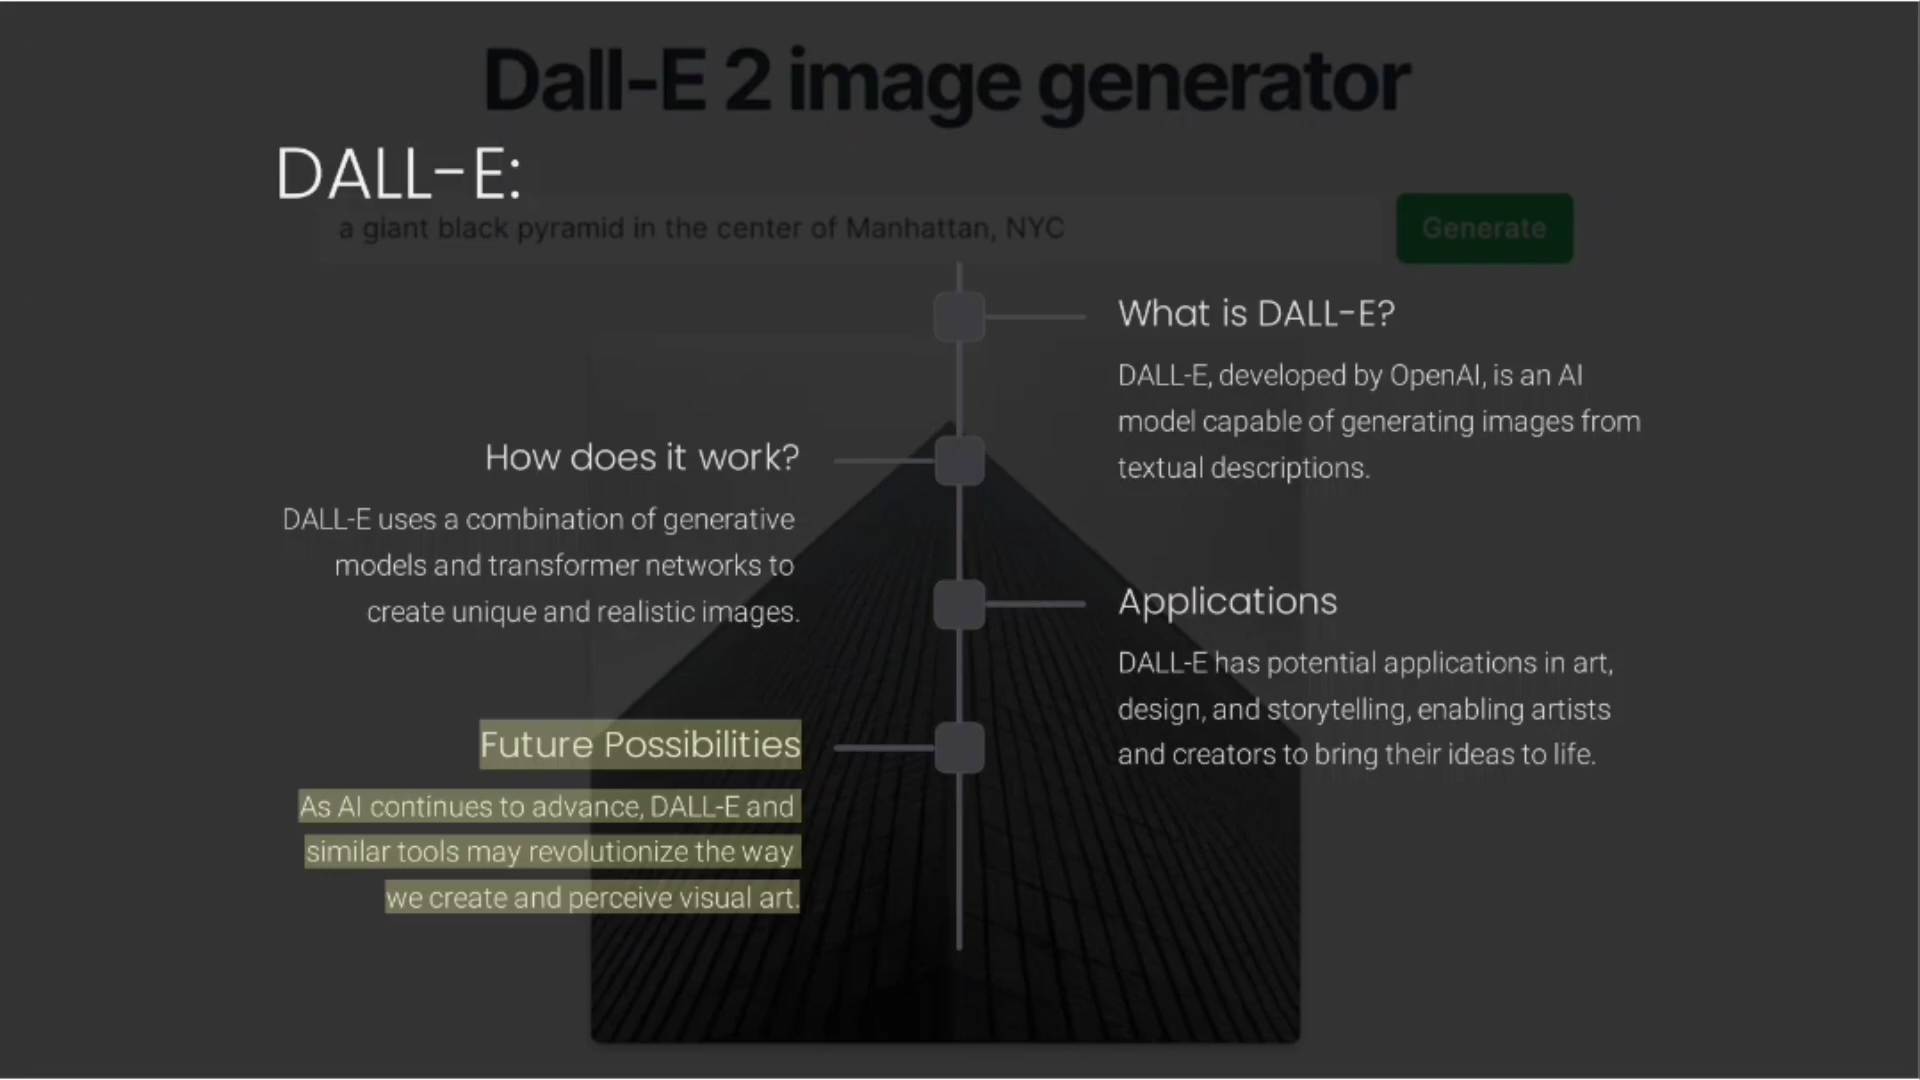 Dall-E 2 image generator
DALL-E:
a giant black pyramid in the center of Manhattan, NYC
Generate
What is DALL-E?
DALL-E, developed by OpenAI, is an AI
model capable of generating images from
textual descriptions.
How does it work?
DALL-E uses a combination of generative
models and transformer networks to
create unique and realistic images.
Applications
DALL-E has potential applications in art,
design, and storytelling, enabling artists
and creators to bring their ideas to life.
Future Possibilities
As AI continues to advance, DALL-E and
similar tools may revolutionize the way
we create and perceive visual art.